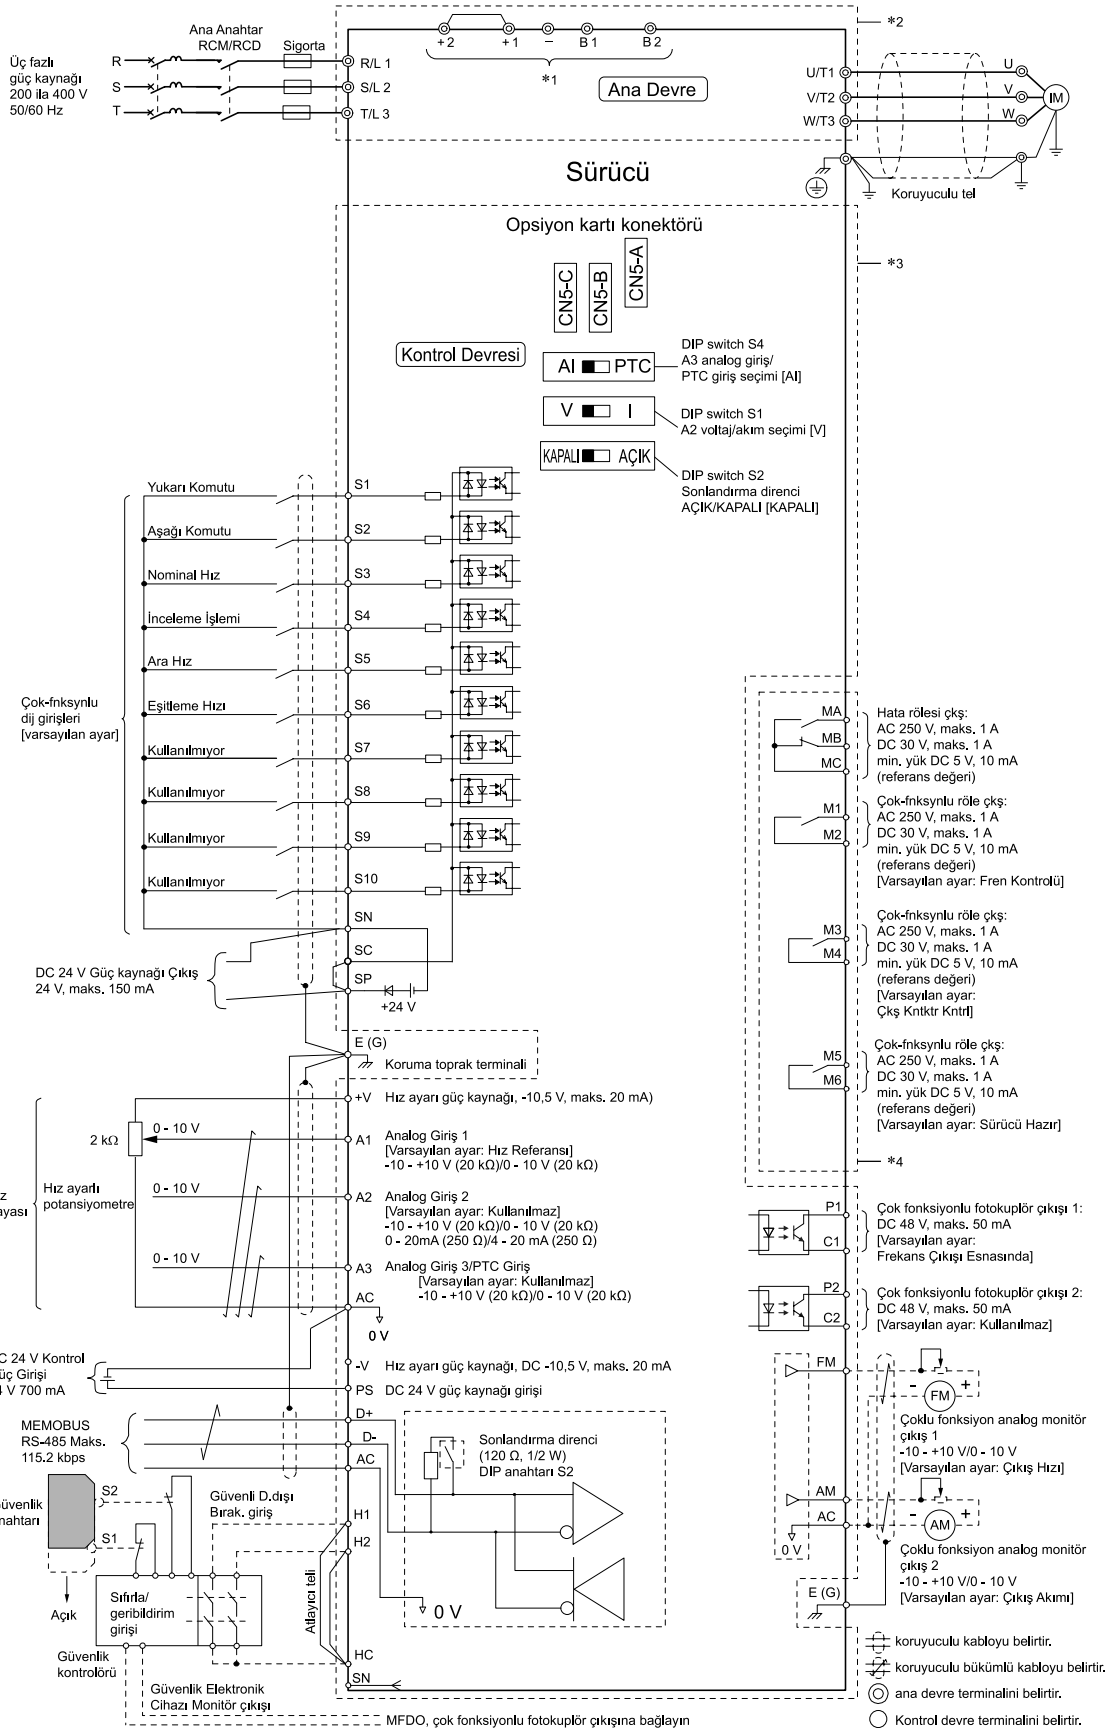 *2
Ana Anahtar
RCM/RCD
Sigorta
Üç fazlı
güç kaynağı
200 ila 400 V
50/60 Hz
R
S
T
R/L 1
S/L 2
T/L 3
+2
+1
–
B 1
B 2
*1
Ana Devre
U/T1
V/T2
W/T3
U
V
W
IM
Koruyucu tel
Sürücü
Opsiyon kartı konektörü
*3
CN5-C
CN5-B
CN5-A
Kontrol Devresi
AI
PTC
DIP switch S4
A3 analog giriş/
PTC giriş seçimi [AI]
V
I
DIP switch S1
A2 voltaj/akım seçimi [V]
KAPALI
AÇIK
DIP switch S2
Sonlandırma direnci
AÇIK/KAPALI [KAPALI]
Çok-fnksynlu
dij girişleri
[varsayılan ayar]
Yukarı Komutu
S1
Aşağı Komutu
S2
Nominal Hız
S3
İnceleme İşlemi
S4
Ara Hız
S5
Eşitleme Hızı
S6
Kullanılmıyor
S7
Kullanılmıyor
S8
Kullanılmıyor
S9
Kullanılmıyor
S10
SN
SC
SP
+24 V
DC 24 V Güç kaynağı Çıkış
24 V, maks. 150 mA
E (G)
Koruma toprak terminali
MA
MB
MC
Hata rölesi çkş:
AC 250 V, maks. 1 A
DC 30 V, maks. 1 A
min. yük DC 5 V, 10 mA
(referans değeri)
M1
M2
Çok-fnksynlu röle çkş:
AC 250 V, maks. 1 A
DC 30 V, maks. 1 A
min. yük DC 5 V, 10 mA
(referans değeri)
[Varsayılan ayar: Fren Kontrolü]
M3
M4
Çok-fnksynlu röle çkş:
AC 250 V, maks. 1 A
DC 30 V, maks. 1 A
min. yük DC 5 V, 10 mA
(referans değeri)
[Varsayılan ayar:
Çkş Kntktr Kntrl]
M5
M6
Çok-fnksynlu röle çkş:
AC 250 V, maks. 1 A
DC 30 V, maks. 1 A
min. yük DC 5 V, 10 mA
(referans değeri)
[Varsayılan ayar: Sürücü Hazır]
*4
+V
Hız ayarı güç kaynağı, -10,5 V, maks. 20 mA)
2 kΩ
0 - 10 V
A1
Analog Giriş 1
[Varsayılan ayar: Hız Referansı]
-10 - +10 V (20 kΩ)/0 - 10 V (20 kΩ)
z
ayası
Hız ayarlı
potansiyometre
0 - 10 V
A2
Analog Giriş 2
[Varsayılan ayar: Kullanılmaz]
-10 - +10 V (20 kΩ)/0 - 10 V (20 kΩ)
0 - 20mA (250 Ω)/4 - 20 mA (250 Ω)
0 - 10 V
A3
Analog Giriş 3/PTC Giriş
[Varsayılan ayar: Kullanılmaz]
-10 - +10 V (20 kΩ)/0 - 10 V (20 kΩ)
AC
0 V
P1
C1
Çok fonksiyonlu fotokuplör çıkışı 1:
DC 48 V, maks. 50 mA
[Varsayılan ayar:
Frekans Çıkışı Esnasında]
P2
C2
Çok fonksiyonlu fotokuplör çıkışı 2:
DC 48 V, maks. 50 mA
[Varsayılan ayar: Kullanılmaz]
C 24 V Kontrol
üç Girişi
4 V 700 mA
-V
Hız ayarı güç kaynağı, DC -10,5 V, maks. 20 mA
PS
DC 24 V güç kaynağı girişi
MEMOBUS
RS-485 Maks.
115.2 kbps
D+
D-
AC
Sonlandırma direnci
(120 Ω, 1/2 W)
DIP anahtarı S2
0 V
FM
-
+
FM
Çoklu fonksiyon analog monitör
çıkış 1
-10 - +10 V/0 - 10 V
[Varsayılan ayar: Çıkış Hızı]
AM
AC
0 V
-
+
AM
Çoklu fonksiyon analog monitör
çıkış 2
-10 - +10 V/0 - 10 V
[Varsayılan ayar: Çıkış Akımı]
E (G)
üvenlik
nahtarı
S2
S1
Açık
Güvenli D.dışı
Bırak. giriş
H1
H2
Atlayıcı teli
HC
SN
Sıfırla/
geribildirim
girişi
Güvenlik
kontrolörü
Güvenlik Elektronik
Cihazı Monitör çıkışı
MFDO, çok fonksiyonlu fotokuplör çıkışına bağlayın
koruyuculu kabloyu belirtir.
koruyuculu bükümlü kabloyu belirtir.
ana devre terminalini belirtir.
Kontrol devre terminalini belirtir.